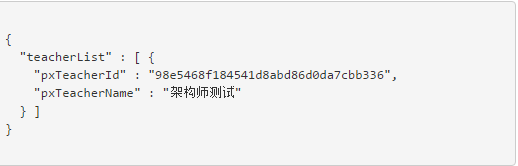 {
"teacherList" : [ {
"pxTeacherId" : "98e5468f184541d8abd86d0da7cbb336",
"pxTeacherName" : "架构师测试"
} ]
}